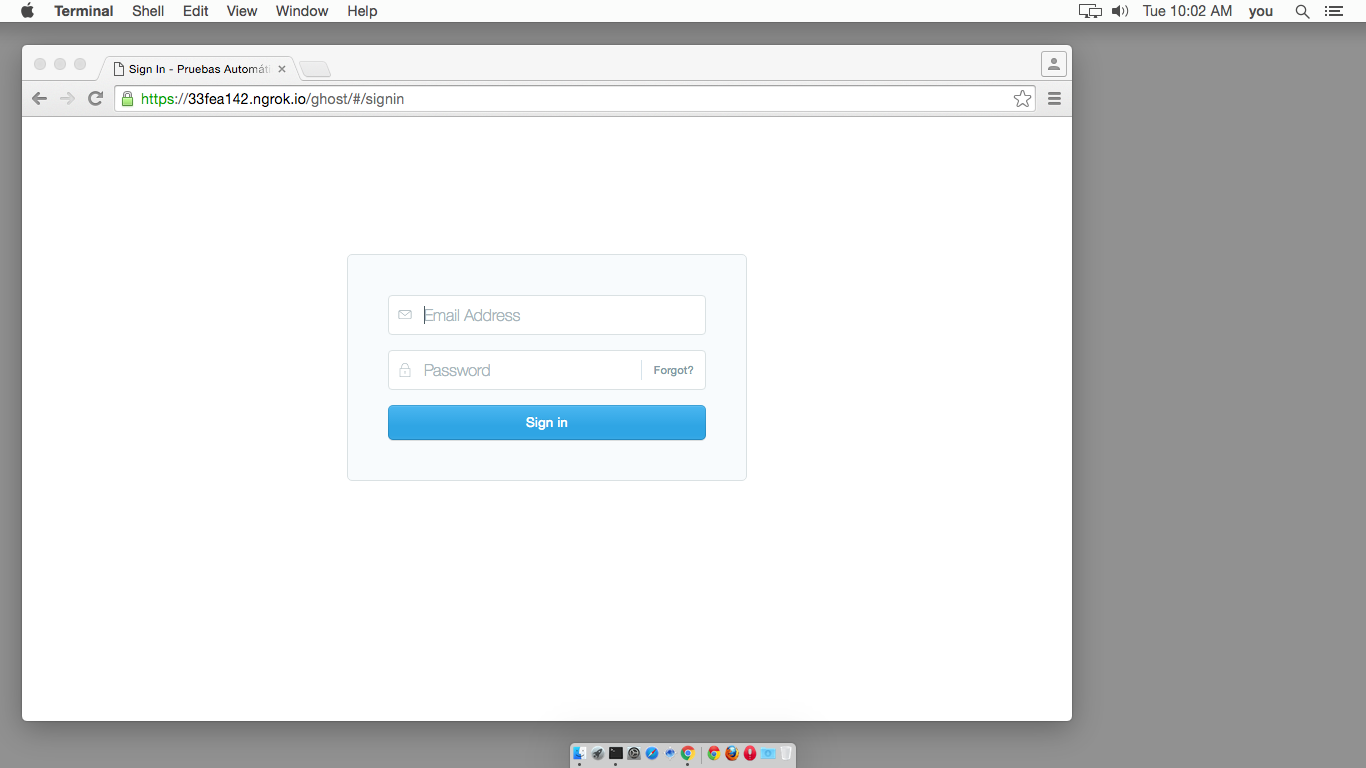 Terminal Shell Edit View Window Help Tue 10:02 AM you
Sign In - Pruebas Automáti
https://33fea142.ngrok.io/ghost/#/signin
Email Address
Password Forgot?
Sign in